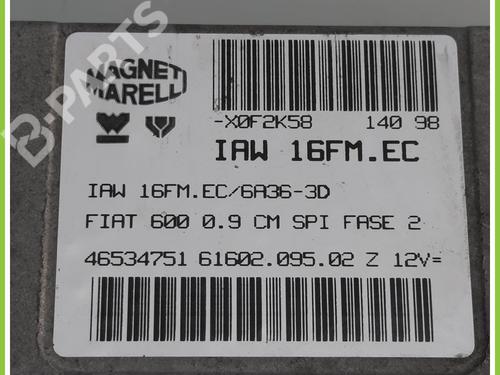 MAGNETI
MARELLI
-X0F2K58 140 98
IAW 16FM.EC
IAW 16FM.EC/6A36-3D
FIAT 600 0.9 CM SPI FASE 2
46534751 61602.095.02 Z 12V=
B-PARTS